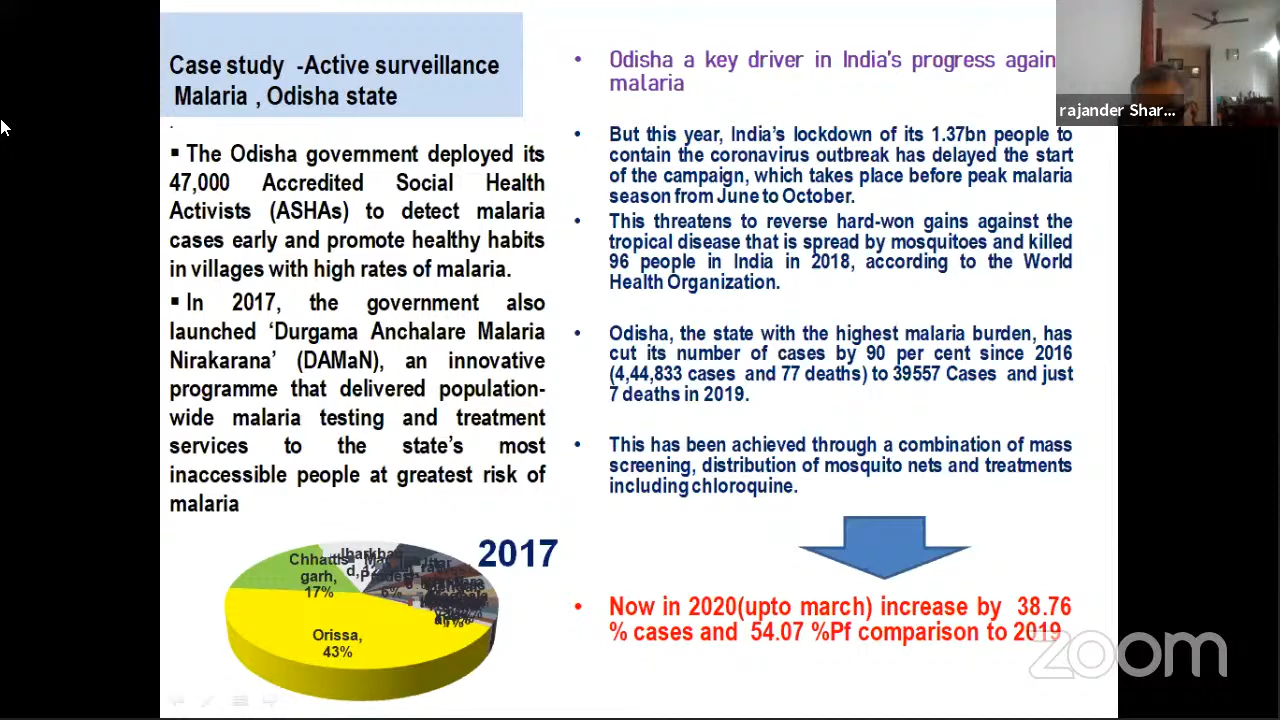 Case study -Active surveillance
Malaria , Odisha state
▪ The Odisha government deployed its
47,000 Accredited Social Health
Activists (ASHAs) to detect malaria
cases early and promote healthy habits
in villages with high rates of malaria.
▪ In 2017, the government also
launched ‘Durgama Anchalare Malaria
Nirakarana’ (DAMaN), an innovative
programme that delivered population-
wide malaria testing and treatment
services to the state’s most
inaccessible people at greatest risk of
malaria
2017
Chhattis
garh,
17%
Orissa,
43%
• Odisha a key driver in India’s progress again
malaria
• But this year, India’s lockdown of its 1.37bn people to
contain the coronavirus outbreak has delayed the start
of the campaign, which takes place before peak malaria
season from June to October.
• This threatens to reverse hard-won gains against the
tropical disease that is spread by mosquitoes and killed
96 people in India in 2018, according to the World
Health Organization.
• Odisha, the state with the highest malaria burden, has
cut its number of cases by 90 per cent since 2016
(4,44,833 cases and 77 deaths) to 39557 Cases and just
7 deaths in 2019.
• This has been achieved through a combination of mass
screening, distribution of mosquito nets and treatments
including chloroquine.
• Now in 2020(upto march) increase by 38.76
% cases and 54.07 %Pf comparison to 2019
rajander Shar...
zoom